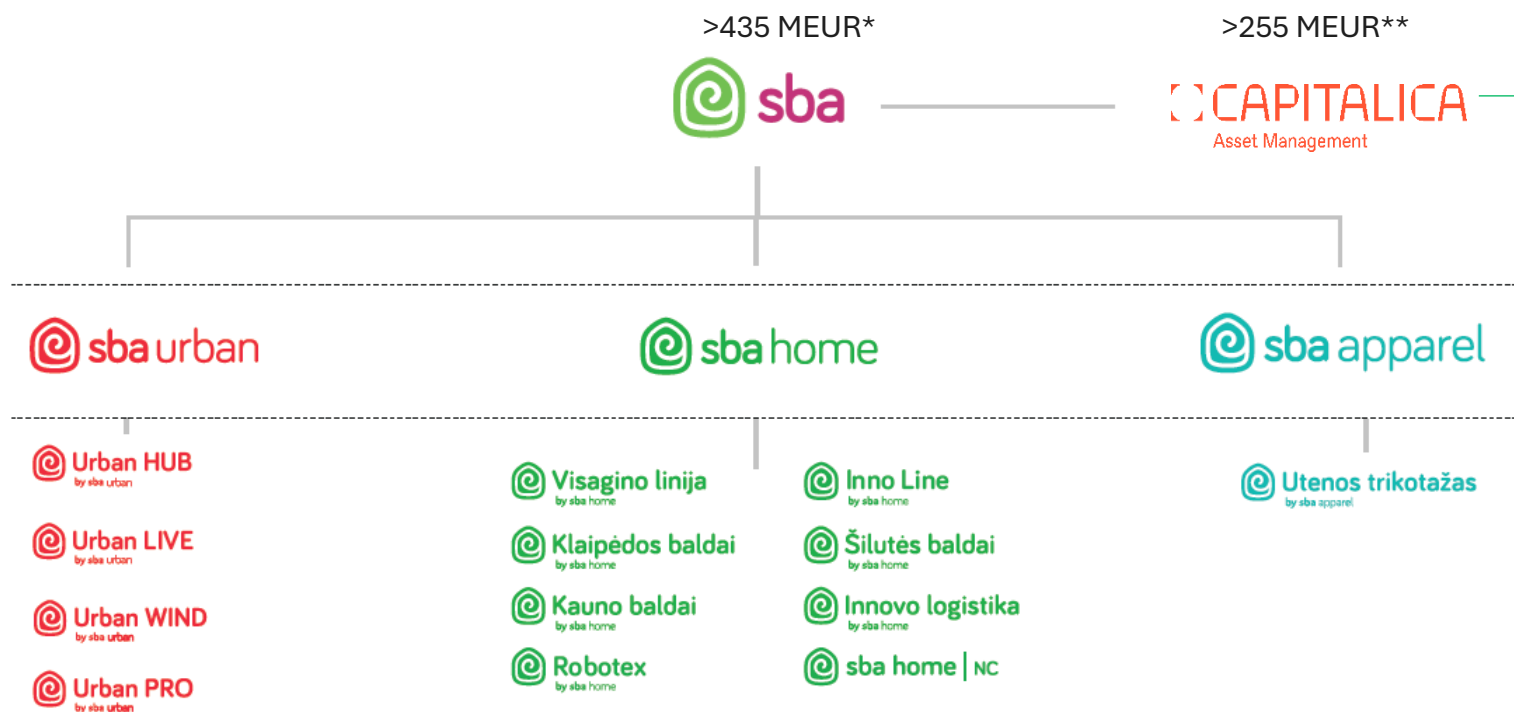 >435 MEUR*
>255 MEUR**
sba
CAPITALICA
Asset Management
sba urban
sba home
sba apparel
Urban HUB
by sba urban
Urban LIVE
by sba urban
Urban WIND
by sba urban
Urban PRO
by sba urban
Visagino linija
by sba home
Klaipėdos baldai
by sba home
Kauno baldai
by sba home
Robotex
by sba home
Inno Line
by sba home
Šilutės baldai
by sba home
Innovo logistika
by sba home
sba home | NC
Utenos trikotažas
by sba apparel